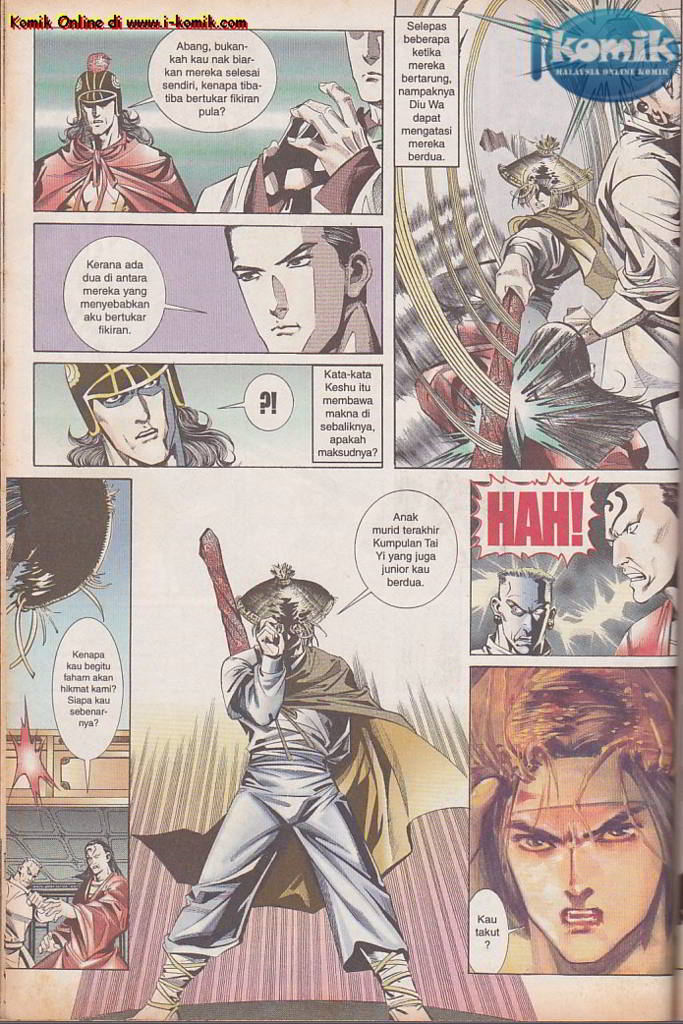 Komik Online di www.i-komik.com
ikomik
MALAYSIA ONLINE KOMIK
Abang, bukan-
kah kau nak biar-
kan mereka selesai
sendiri, kenapa tiba-
tiba bertukar fikiran
pula?
Selepas
beberapa
ketika
mereka
bertarung,
nampaknya
Diu Wa
dapat
mengatasi
mereka
berdua.
Kerana ada
dua di antara
mereka yang
menyebabkan
aku bertukar
fikiran.
?!
Kata-kata
Keshu itu
membawa
makna di
sebaliknya,
apakah
maksudnya?
Kenapa
kau begitu
faham akan
hikmat kami?
Siapa kau
sebenar-
nya?
Anak
murid terakhir
Kumpulan Tai
Yi yang juga
junior kau
berdua.
HAH!
Kau
takut
?